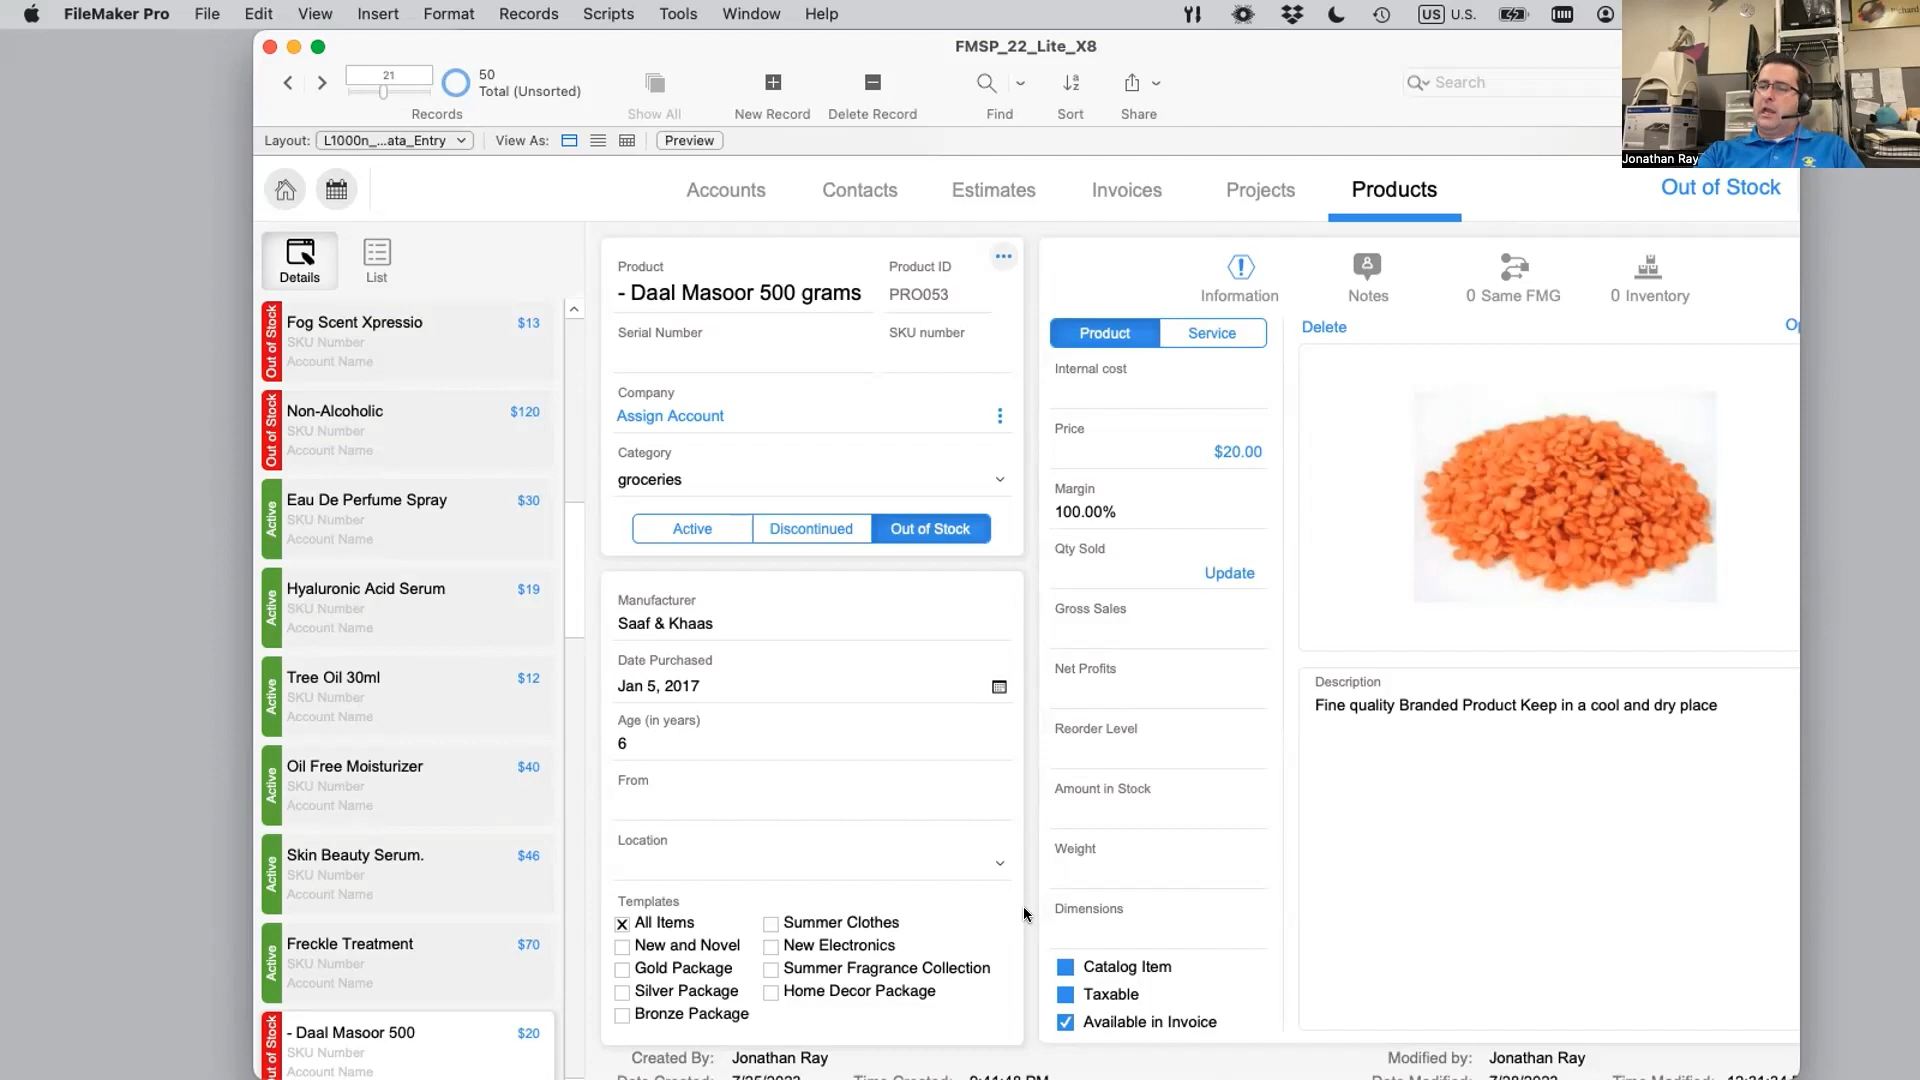 FileMaker Pro File Edit View Insert Format Records Scripts Tools Window Help US U.S.
FMSP_22_Lite_X8
21
50
Total (Unsorted)
Records
Show All
New Record
Delete Record
Find
Sort
Share
Search
Layout: L1000n_...ata_Entry View As: Preview
Jonathan Ray
Accounts Contacts Estimates Invoices Projects Products Out of Stock
Details
List
Out of Stock
Fog Scent Xpressio $13
SKU Number
Account Name
Out of Stock
Non-Alcoholic $120
SKU Number
Account Name
Active
Eau De Perfume Spray $30
SKU Number
Account Name
Active
Hyaluronic Acid Serum $19
SKU Number
Account Name
Active
Tree Oil 30ml $12
SKU Number
Account Name
Active
Oil Free Moisturizer $40
SKU Number
Account Name
Active
Skin Beauty Serum. $46
SKU Number
Account Name
Active
Freckle Treatment $70
SKU Number
Account Name
Out of Stock
- Daal Masoor 500 $20
SKU Number
Account Name
Product
- Daal Masoor 500 grams
Product ID
PRO053
Serial Number
SKU number
Company
Assign Account
Category
groceries
Active Discontinued Out of Stock
Manufacturer
Saaf & Khaas
Date Purchased
Jan 5, 2017
Age (in years)
6
From
Location
Templates
All Items
Summer Clothes
New and Novel
New Electronics
Gold Package
Summer Fragrance Collection
Silver Package
Home Decor Package
Bronze Package
Information
Notes
0 Same FMG
0 Inventory
Product Service
Internal cost
Price
$20.00
Margin
100.00%
Qty Sold
Update
Gross Sales
Net Profits
Reorder Level
Amount in Stock
Weight
Dimensions
Catalog Item
Taxable
Available in Invoice
Delete
Description
Fine quality Branded Product Keep in a cool and dry place
Created By: Jonathan Ray
Modified by: Jonathan Ray